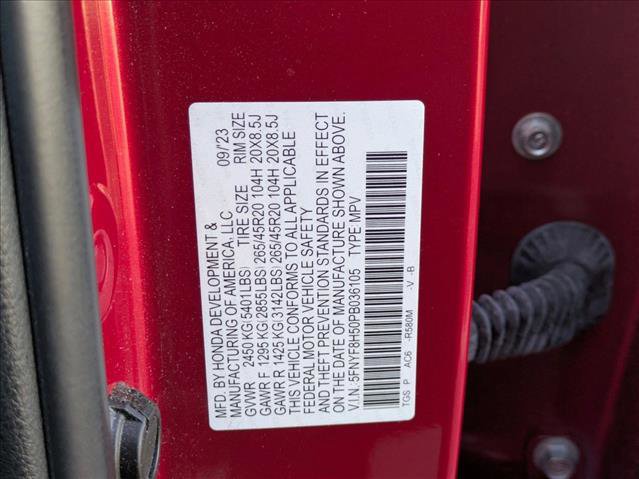 MFD. BY HONDA DEVELOPMENT & 09/'23
MANUFACTURING OF AMERICA, LLC
TIRE SIZE RIM SIZE
GVWR 2450 KG(5401LBS)
GAWR F 1295 KG(2855LBS) 265/45R20 104H 20X8.5J
GAWR R 1425 KG(3142LBS) 265/45R20 104H 20X8.5J
THIS VEHICLE CONFORMS TO ALL APPLICABLE
FEDERAL MOTOR VEHICLE SAFETY
AND THEFT PREVENTION STANDARDS IN EFFECT
ON THE DATE OF MANUFACTURE SHOWN ABOVE.
V.I.N: 5FNYF8H50PB036105 TYPE: MPV
TGS P AC6 -R580M -V -B